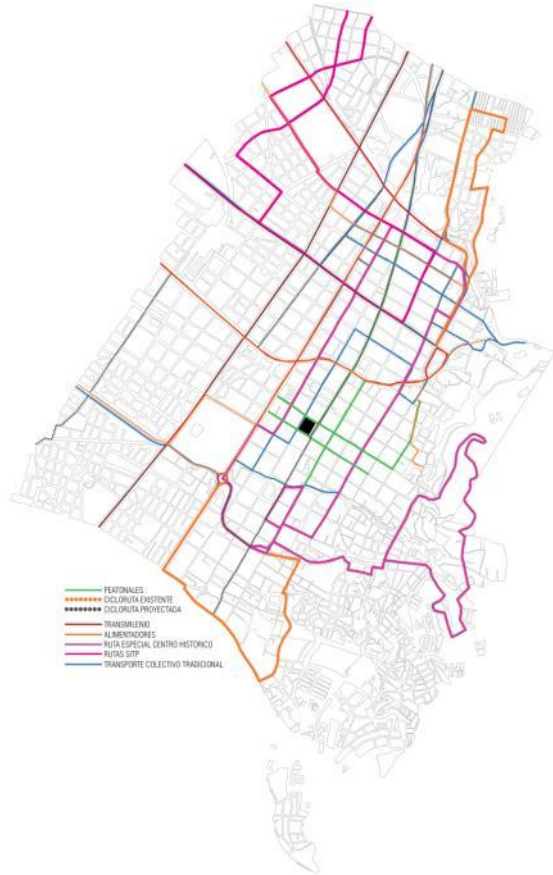 PEATONALES
CICLORUTA EXISTENTE
CICLORUTA PROYECTADA
TRANSMILENIO
ALIMENTADORES
RUTA ESPECIAL CENTRO HISTORICO
RUTAS SITP
TRANSPORTE COLECTIVO TRADICIONAL